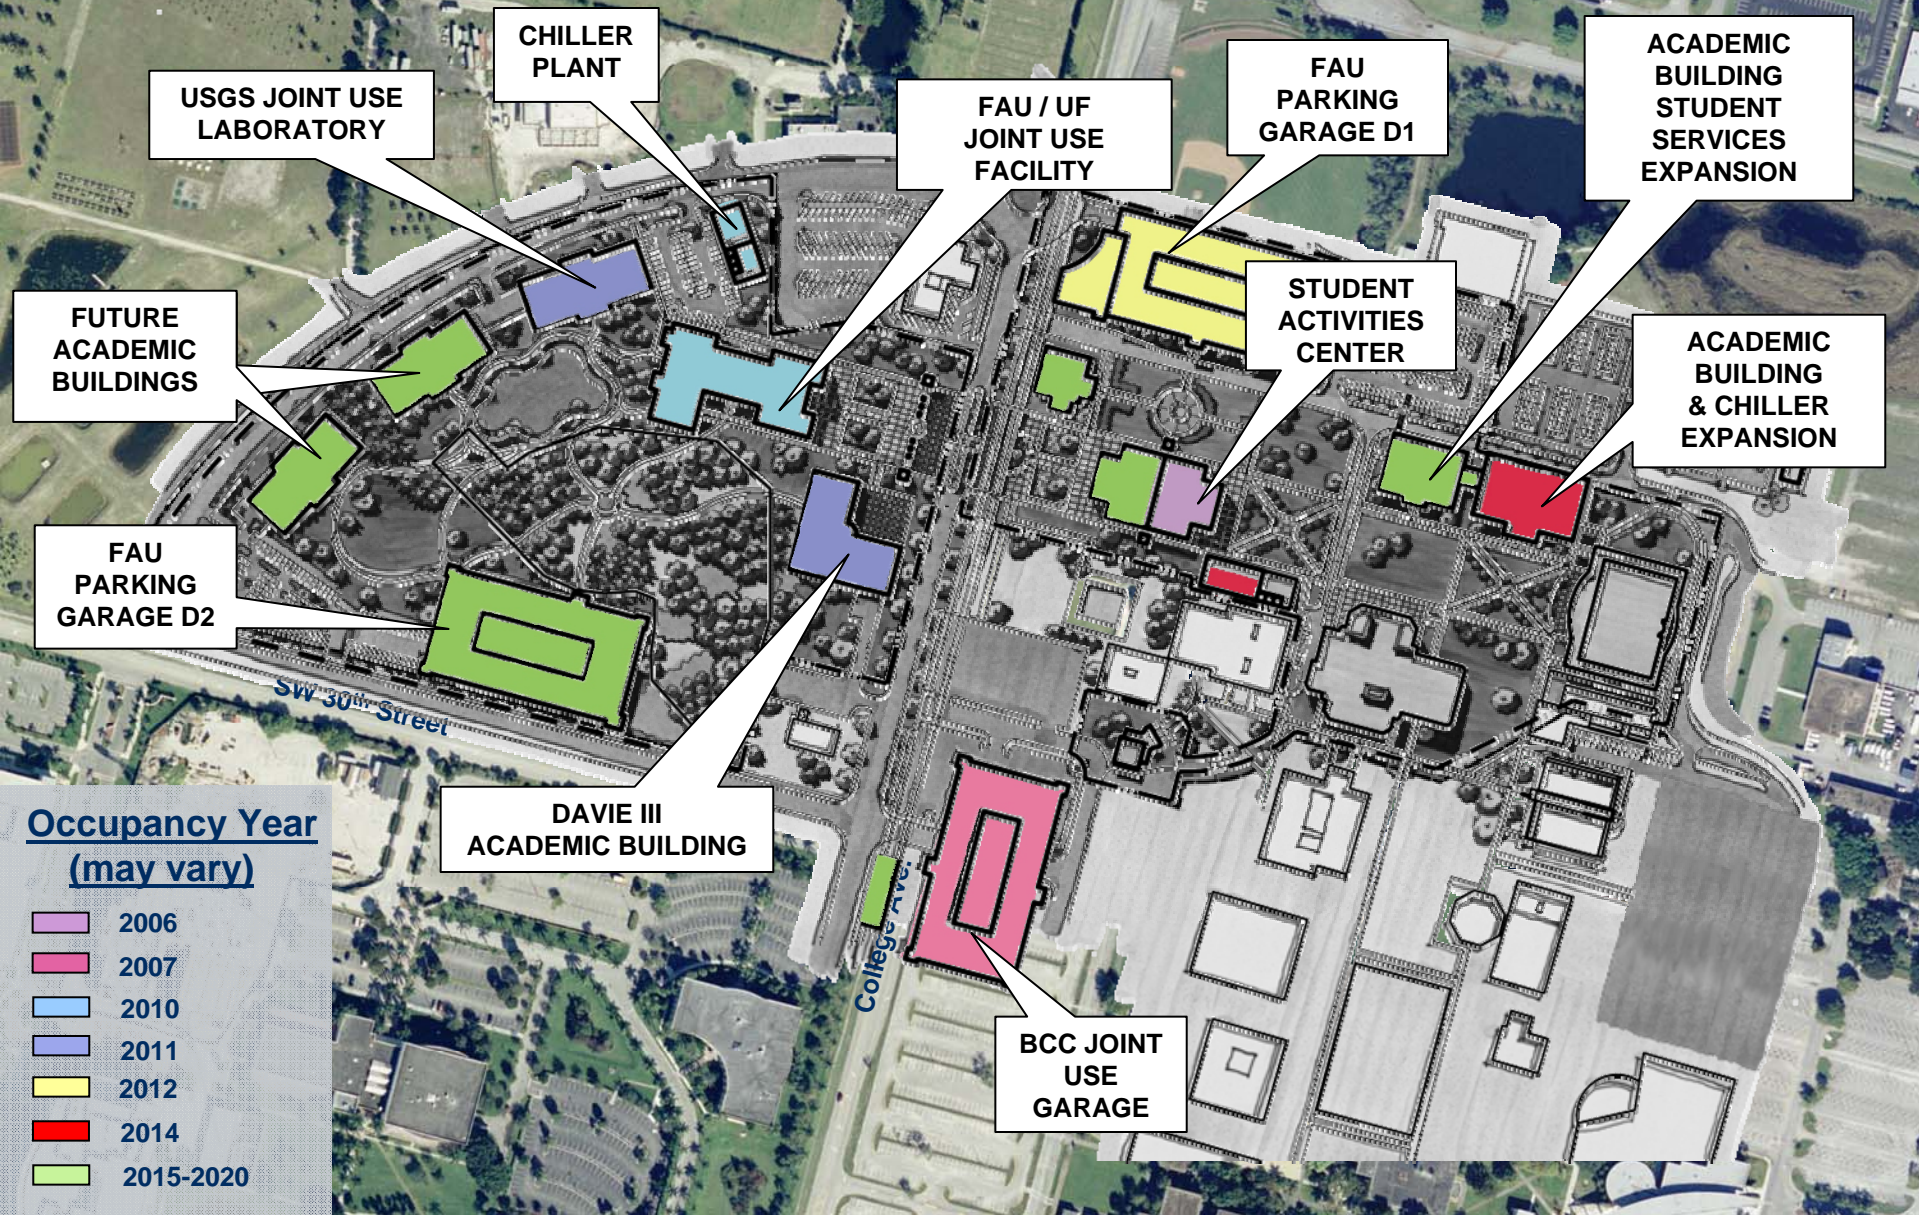 CHILLER
PLANT
USGS JOINT USE
LABORATORY
FAU / UF
JOINT USE
FACILITY
FAU
PARKING
GARAGE D1
ACADEMIC
BUILDING
STUDENT
SERVICES
EXPANSION
FUTURE
ACADEMIC
BUILDINGS
STUDENT
ACTIVITIES
CENTER
ACADEMIC
BUILDING
& CHILLER
EXPANSION
FAU
PARKING
GARAGE D2
SW 30th Street
DAVIE III
ACADEMIC BUILDING
College Ave.
BCC JOINT
USE
GARAGE
Occupancy Year
(may vary)
2006
2007
2010
2011
2012
2014
2015-2020